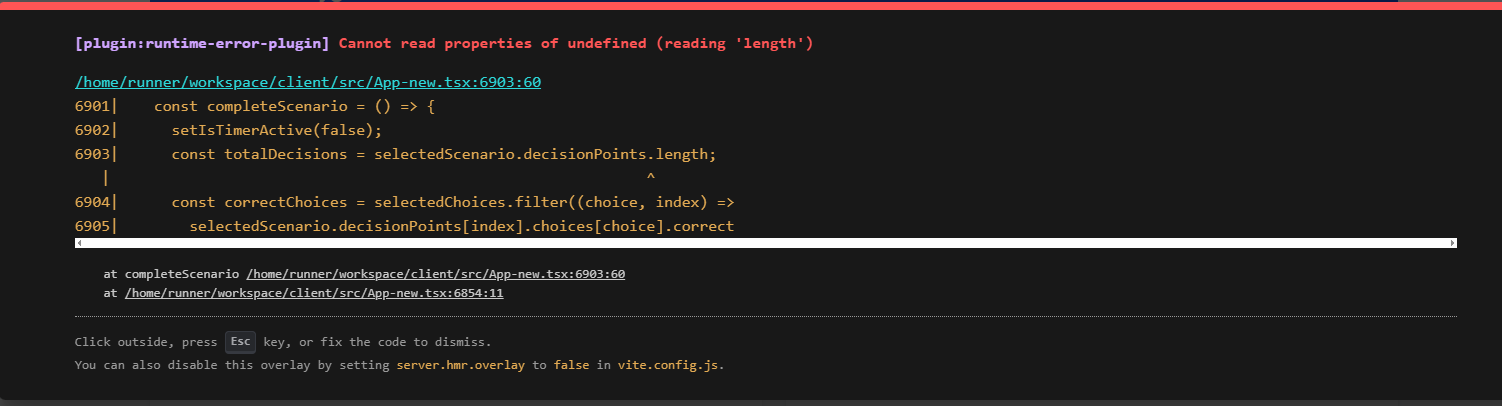 [plugin:runtime-error-plugin] Cannot read properties of undefined (reading 'length')
/home/runner/workspace/client/src/App-new.tsx:6903:60
6901|    const completeScenario = () => {
6902|      setIsTimerActive(false);
6903|      const totalDecisions = selectedScenario.decisionPoints.length;
|                                                            ^
6904|      const correctChoices = selectedChoices.filter((choice, index) =>
6905|        selectedScenario.decisionPoints[index].choices[choice].correct
at completeScenario /home/runner/workspace/client/src/App-new.tsx:6903:60
at /home/runner/workspace/client/src/App-new.tsx:6854:11
Click outside, press Esc key, or fix the code to dismiss.
You can also disable this overlay by setting server.hmr.overlay to false in vite.config.js.